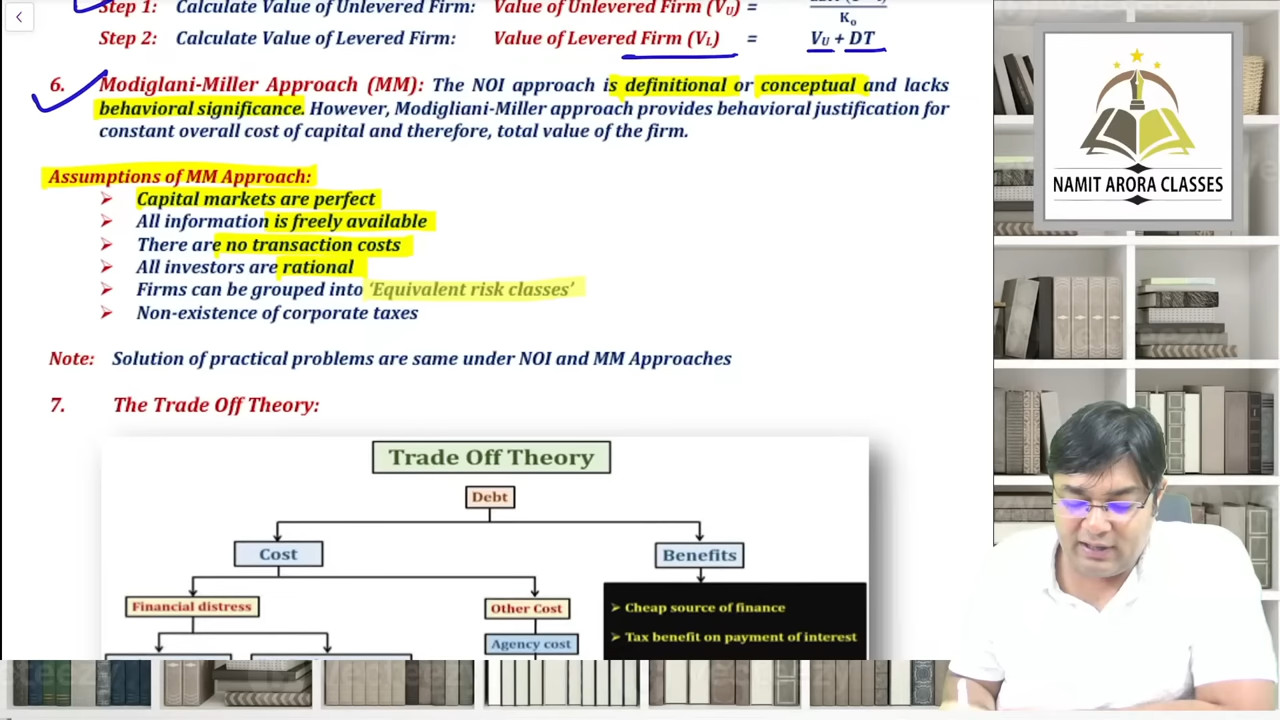 Step 1: Calculate Value of Unlevered Firm: Value of Unlevered Firm (VU) =
Ko
Step 2: Calculate Value of Levered Firm: Value of Levered Firm (VL) = VU + DT
6. Modiglani-Miller Approach (MM): The NOI approach is definitional or conceptual and lacks
behavioral significance. However, Modigliani-Miller approach provides behavioral justification for
constant overall cost of capital and therefore, total value of the firm.
Assumptions of MM Approach:
➢ Capital markets are perfect
➢ All information is freely available
➢ There are no transaction costs
➢ All investors are rational
➢ Firms can be grouped into ‘Equivalent risk classes’
➢ Non-existence of corporate taxes
Note: Solution of practical problems are same under NOI and MM Approaches
7. The Trade Off Theory:
Trade Off Theory
Debt
Cost
Benefits
Financial distress
Other Cost
Agency cost
➢ Cheap source of finance
➢ Tax benefit on payment of interest
NAMIT ARORA CLASSES